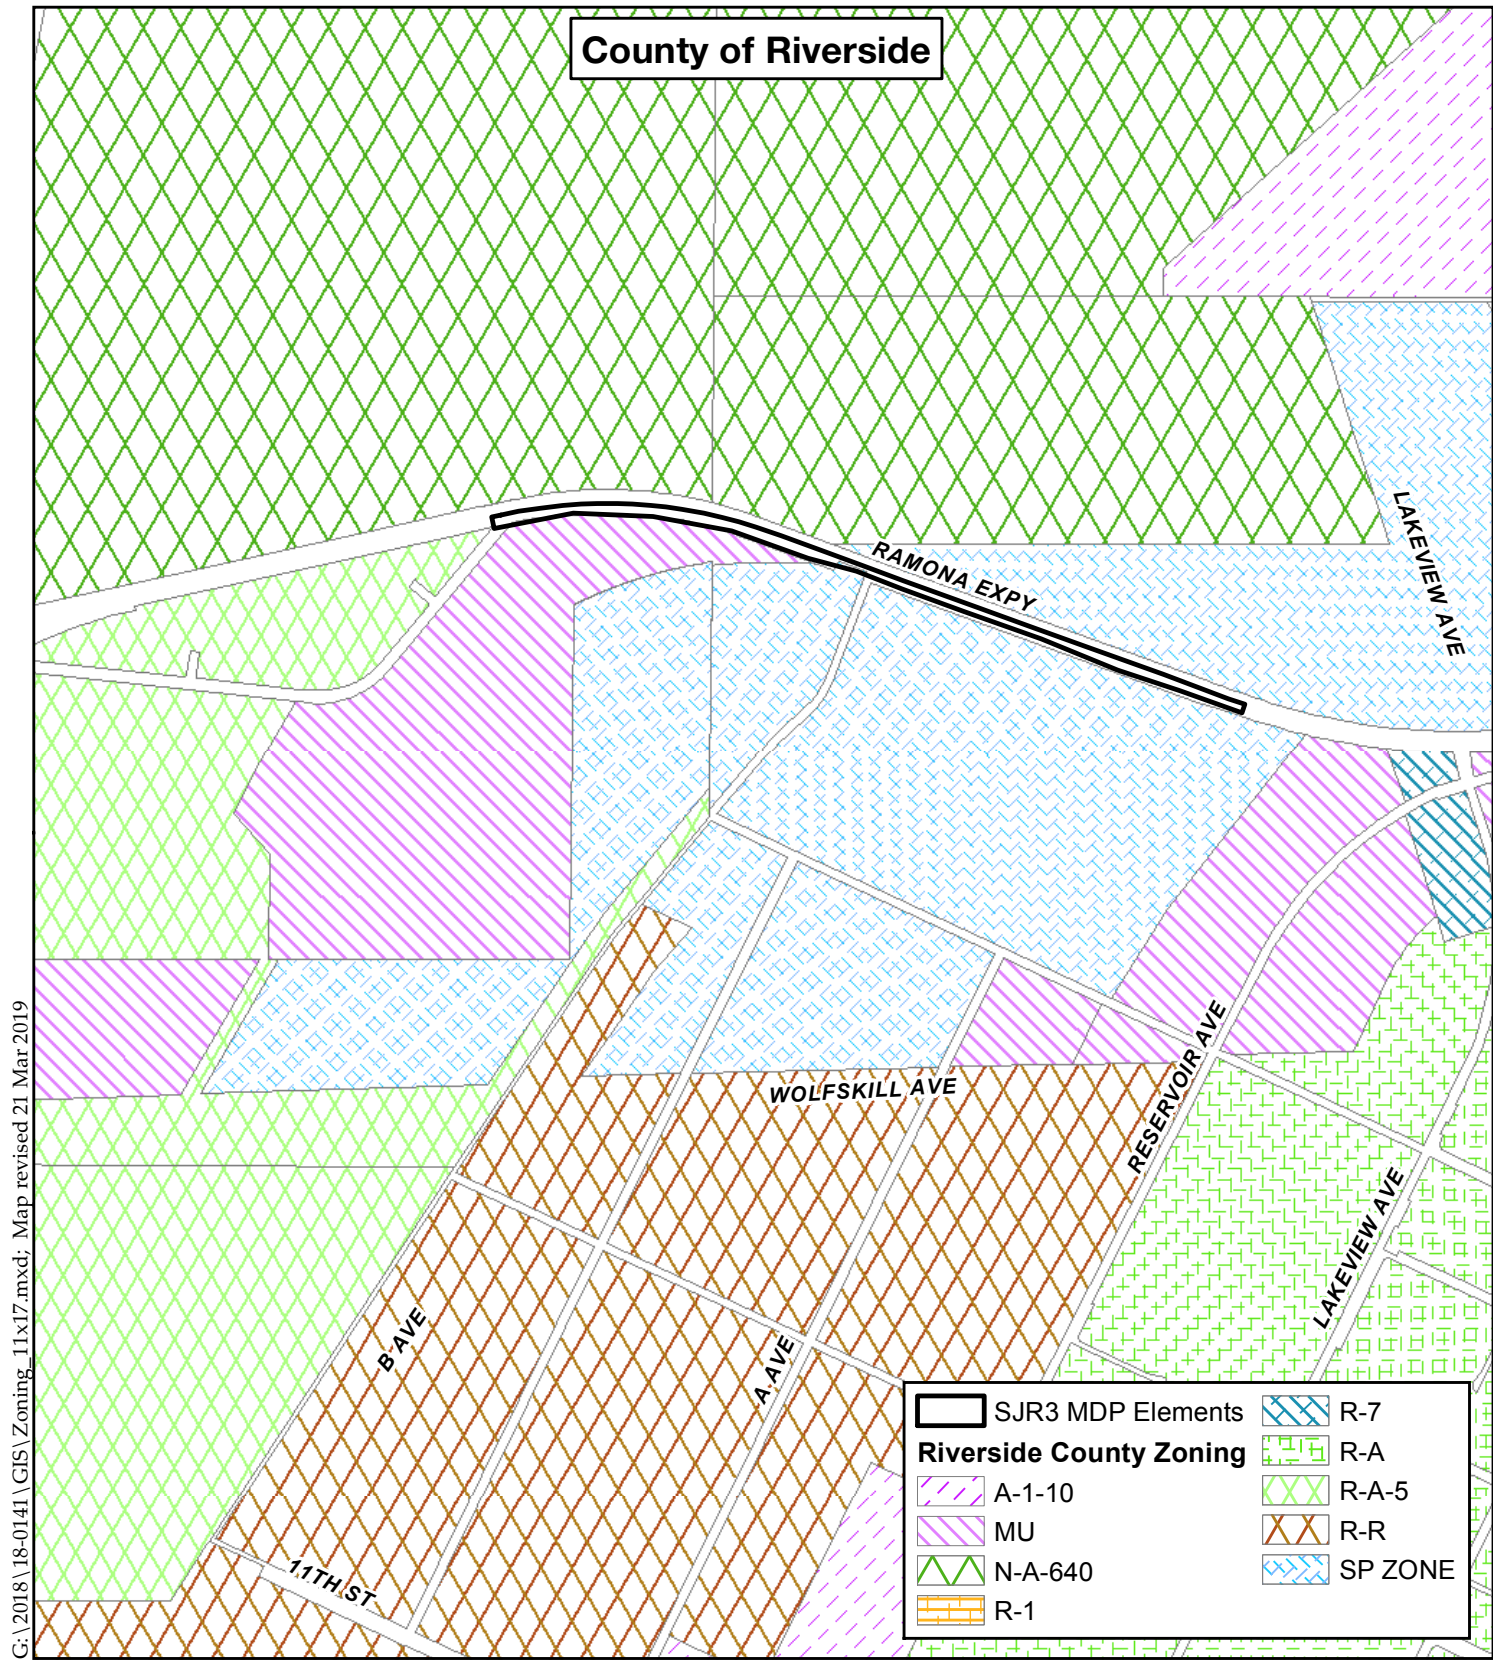 County of Riverside
RAMONA EXPY
LAKEVIEW AVE
WOLFSKILL AVE
RESERVOIR AVE
LAKEVIEW AVE
B AVE
A AVE
11TH ST
SJR3 MDP Elements
Riverside County Zoning
A-1-10
MU
N-A-640
R-1
R-7
R-A
R-A-5
R-R
SP ZONE
G:\2018\18-0141\GIS\Zoning_11x17.mxd; Map revised 21 Mar 2019